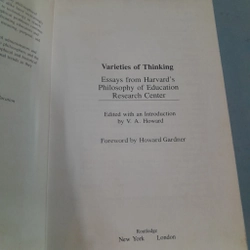 Varieties of Thinking
Essays from Harvard's
Philosophy of Education
Research Center
Edited with an Introduction
by V. A. Howard
Foreword by Howard Gardner
Routledge
New York London